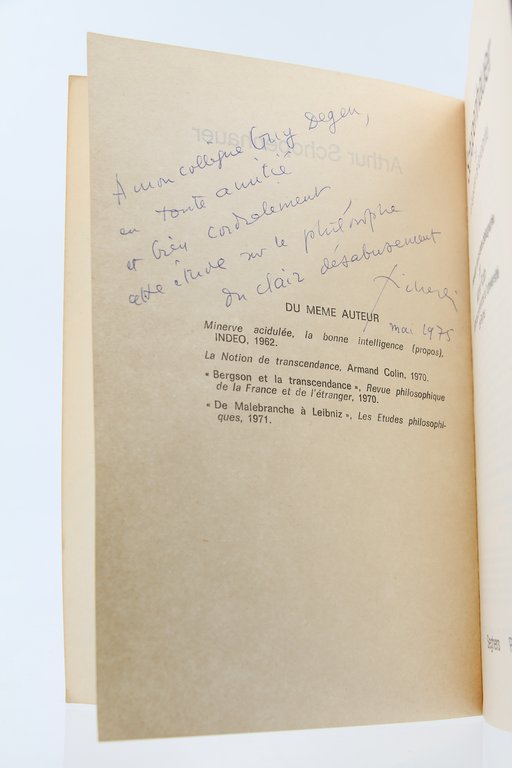 A mon collègue Guy Degen,
en toute amitié
et bien cordialement
cette étude sur le philosophe
du clair désabusement
mai 1975
DU MEME AUTEUR
Minerve acidulée, la bonne intelligence (propos),
INDEO, 1962.
La Notion de transcendance, Armand Colin, 1970.
« Bergson et la transcendance », Revue philosophique
de la France et de l'étranger, 1970.
« De Malebranche à Leibniz », Les Etudes philosophi-
ques, 1971.
Arthur Schopenhauer
Seghers